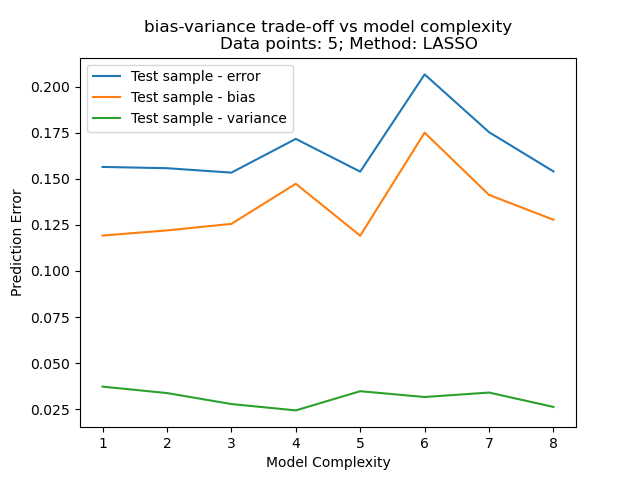 bias-variance trade-off vs model complexity
Data points: 5; Method: LASSO
Test sample - error
Test sample - bias
Test sample - variance
Prediction Error
0.200
0.175
0.150
0.125
0.100
0.075
0.050
0.025
1 2 3 4 5 6 7 8
Model Complexity